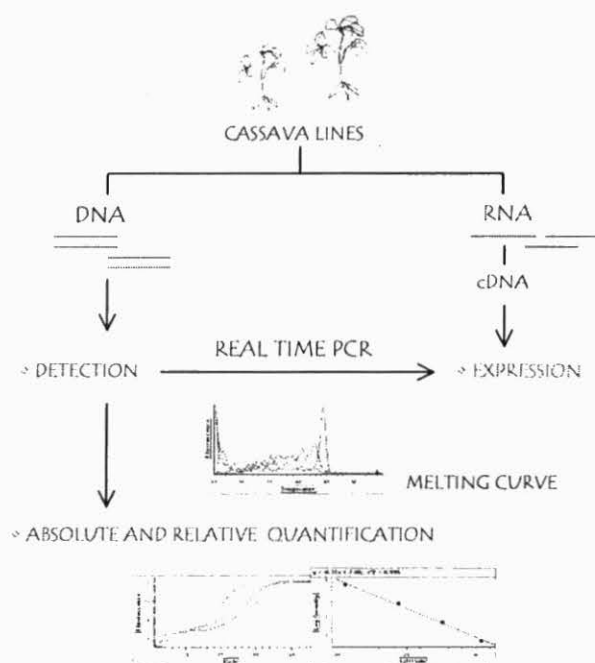 CASSAVA LINES
DNA
RNA
cDNA
REAL TIME PCR
DETECTION
EXPRESSION
MELTING CURVE
ABSOLUTE AND RELATIVE QUANTIFICATION